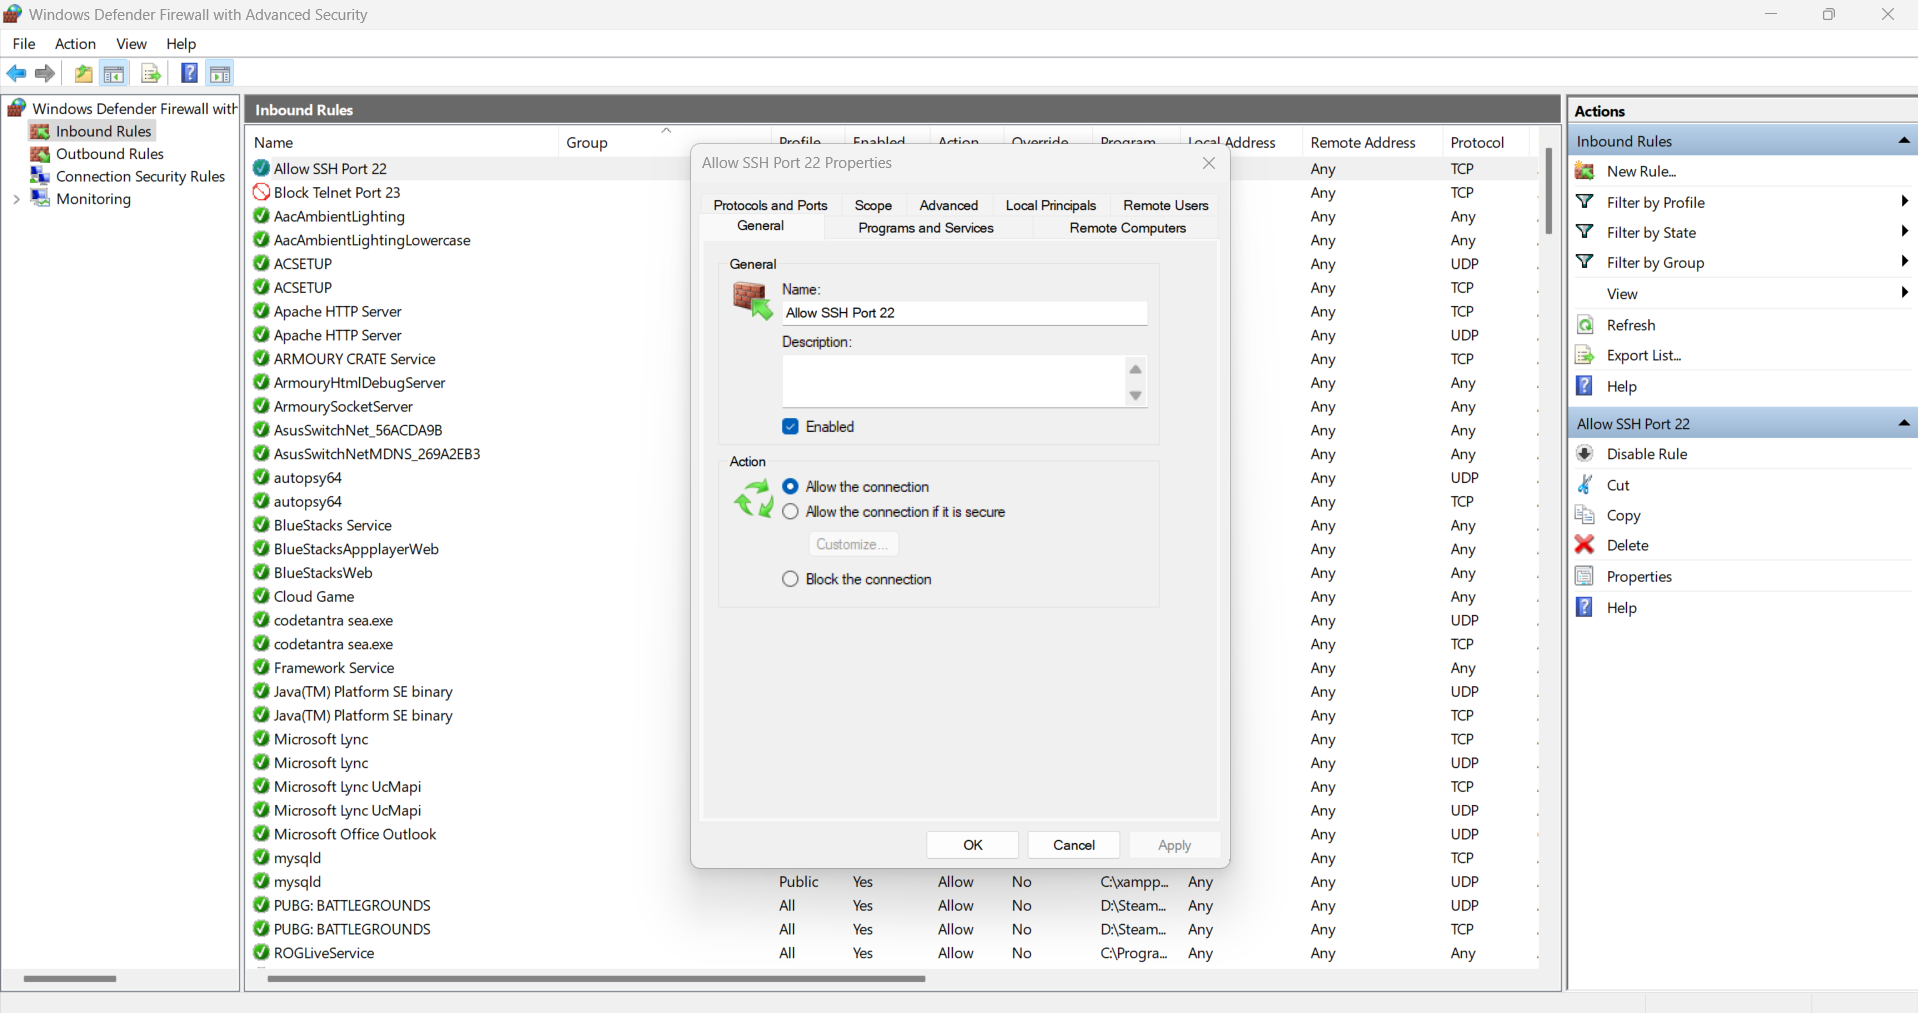 Windows Defender Firewall with Advanced Security
File Action View Help
Windows Defender Firewall with
Inbound Rules
Outbound Rules
Connection Security Rules
Monitoring
Inbound Rules
Name Group Profile Enabled Action Override Program Local Address Remote Address Protocol
Allow SSH Port 22 Any TCP
Block Telnet Port 23 Any TCP
AacAmbientLighting Any Any
AacAmbientLightingLowercase Any Any
ACSETUP Any UDP
ACSETUP Any TCP
Apache HTTP Server Any TCP
Apache HTTP Server Any UDP
ARMOURY CRATE Service Any TCP
ArmouryHtmlDebugServer Any Any
ArmourySocketServer Any Any
AsusSwitchNet_56ACDA9B Any Any
AsusSwitchNetMDNS_269A2EB3 Any Any
autopsy64 Any UDP
autopsy64 Any TCP
BlueStacks Service Any Any
BlueStacksAppplayerWeb Any Any
BlueStacksWeb Any Any
Cloud Game Any Any
codetantra sea.exe Any UDP
codetantra sea.exe Any TCP
Framework Service Any Any
Java(TM) Platform SE binary Any UDP
Java(TM) Platform SE binary Any TCP
Microsoft Lync Any TCP
Microsoft Lync Any UDP
Microsoft Lync UcMapi Any TCP
Microsoft Lync UcMapi Any UDP
Microsoft Office Outlook Any UDP
mysqld Any TCP
mysqld Public Yes Allow No C:\xampp... Any Any UDP
PUBG: BATTLEGROUNDS All Yes Allow No D:\Steam... Any Any UDP
PUBG: BATTLEGROUNDS All Yes Allow No D:\Steam... Any Any TCP
ROGLiveService All Yes Allow No C:\Progra... Any Any Any
Allow SSH Port 22 Properties
Protocols and Ports Scope Advanced Local Principals Remote Users
General Programs and Services Remote Computers
General
Name:
Allow SSH Port 22
Description:
Enabled
Action
Allow the connection
Allow the connection if it is secure
Customize...
Block the connection
OK Cancel Apply
Actions
Inbound Rules
New Rule...
Filter by Profile
Filter by State
Filter by Group
View
Refresh
Export List...
Help
Allow SSH Port 22
Disable Rule
Cut
Copy
Delete
Properties
Help